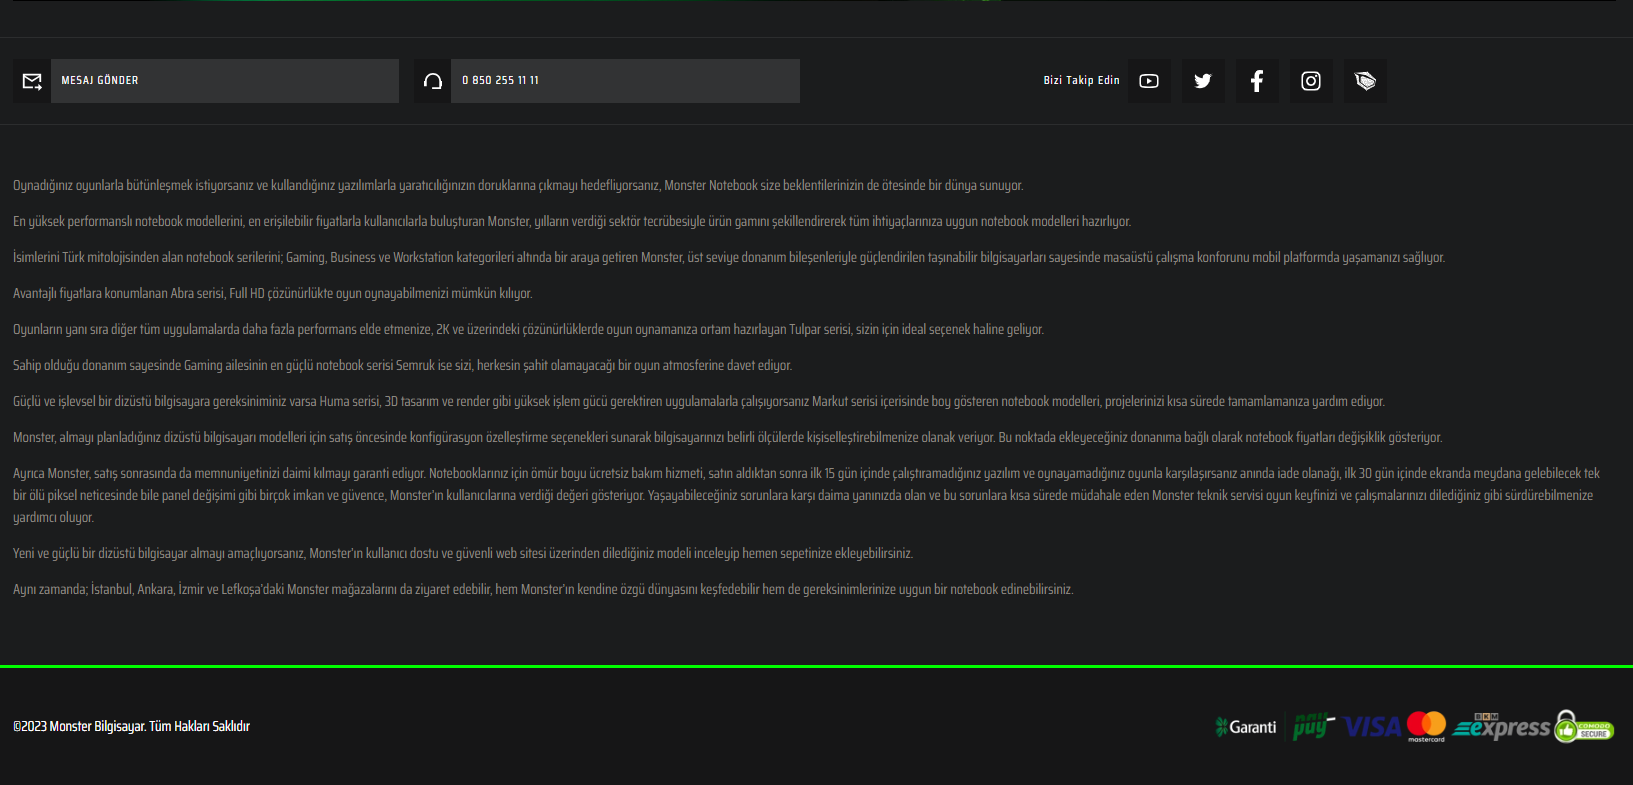 MESAJ GÖNDER
0 850 255 11 11
Bizi Takip Edin
Oynadığınız oyunlarla bütünleşmek istiyorsanız ve kullandığınız yazılımlarla yaratıcılığınızın doruklarına çıkmayı hedefliyorsanız, Monster Notebook size beklentilerinizin de ötesinde bir dünya sunuyor.
En yüksek performanslı notebook modellerini, en erişilebilir fiyatlarla kullanıcılarla buluşturan Monster, yılların verdiği sektör tecrübesiyle ürün gamını şekillendirerek tüm ihtiyaçlarınıza uygun notebook modelleri hazırlıyor.
İsimlerini Türk mitolojisinden alan notebook serilerini; Gaming, Business ve Workstation kategorileri altında bir araya getiren Monster, üst seviye donanım bileşenleriyle güçlendirilen taşınabilir bilgisayarları sayesinde masaüstü çalışma konforunu mobil platformda yaşamanızı sağlıyor.
Avantajlı fiyatlara konumlanan Abra serisi, Full HD çözünürlükte oyun oynayabilmenizi mümkün kılıyor.
Oyunların yanı sıra diğer tüm uygulamalarda daha fazla performans elde etmenize, 2K ve üzerindeki çözünürlüklerde oyun oynamanıza ortam hazırlayan Tulpar serisi, sizin için ideal seçenek haline geliyor.
Sahip olduğu donanım sayesinde Gaming ailesinin en güçlü notebook serisi Semruk ise sizi, herkesin şahit olamayacağı bir oyun atmosferine davet ediyor.
Güçlü ve işlevsel bir dizüstü bilgisayara gereksiniminiz varsa Huma serisi, 3D tasarım ve render gibi yüksek işlem gücü gerektiren uygulamalarla çalışıyorsanız Markut serisi içerisinde boy gösteren notebook modelleri, projelerinizi kısa sürede tamamlamanıza yardım ediyor.
Monster, almayı planladığınız dizüstü bilgisayarı modelleri için satış öncesinde konfigürasyon özelleştirme seçenekleri sunarak bilgisayarınızı belirli ölçülerde kişiselleştirebilmenize olanak veriyor. Bu noktada ekleyeceğiniz donanıma bağlı olarak notebook fiyatları değişiklik gösteriyor.
Ayrıca Monster, satış sonrasında da memnuniyetinizi daimi kılmayı garanti ediyor. Notebooklarınız için ömür boyu ücretsiz bakım hizmeti, satın aldıktan sonra ilk 15 gün içinde çalıştıramadığınız yazılım ve oynayamadığınız oyunla karşılaşırsanız anında iade olanağı, ilk 30 gün içinde ekranda meydana gelebilecek tek
bir ölü piksel neticesinde bile panel değişimi gibi birçok imkan ve güvence, Monster'ın kullanıcılarına verdiği değeri gösteriyor. Yaşayabileceğiniz sorunlara karşı daima yanınızda olan ve bu sorunlara kısa sürede müdahale eden Monster teknik servisi oyun keyfinizi ve çalışmalarınızı dilediğiniz gibi sürdürebilmenize
yardımcı oluyor.
Yeni ve güçlü bir dizüstü bilgisayar almayı amaçlıyorsanız, Monster'ın kullanıcı dostu ve güvenli web sitesi üzerinden dilediğiniz modeli inceleyip hemen sepetinize ekleyebilirsiniz.
Aynı zamanda; İstanbul, Ankara, İzmir ve Lefkoşa'daki Monster mağazalarını da ziyaret edebilir, hem Monster'ın kendine özgü dünyasını keşfedebilir hem de gereksinimlerinize uygun bir notebook edinebilirsiniz.
©2023 Monster Bilgisayar. Tüm Hakları Saklıdır
Garanti pay VISA mastercard BKM express COMODO SECURE